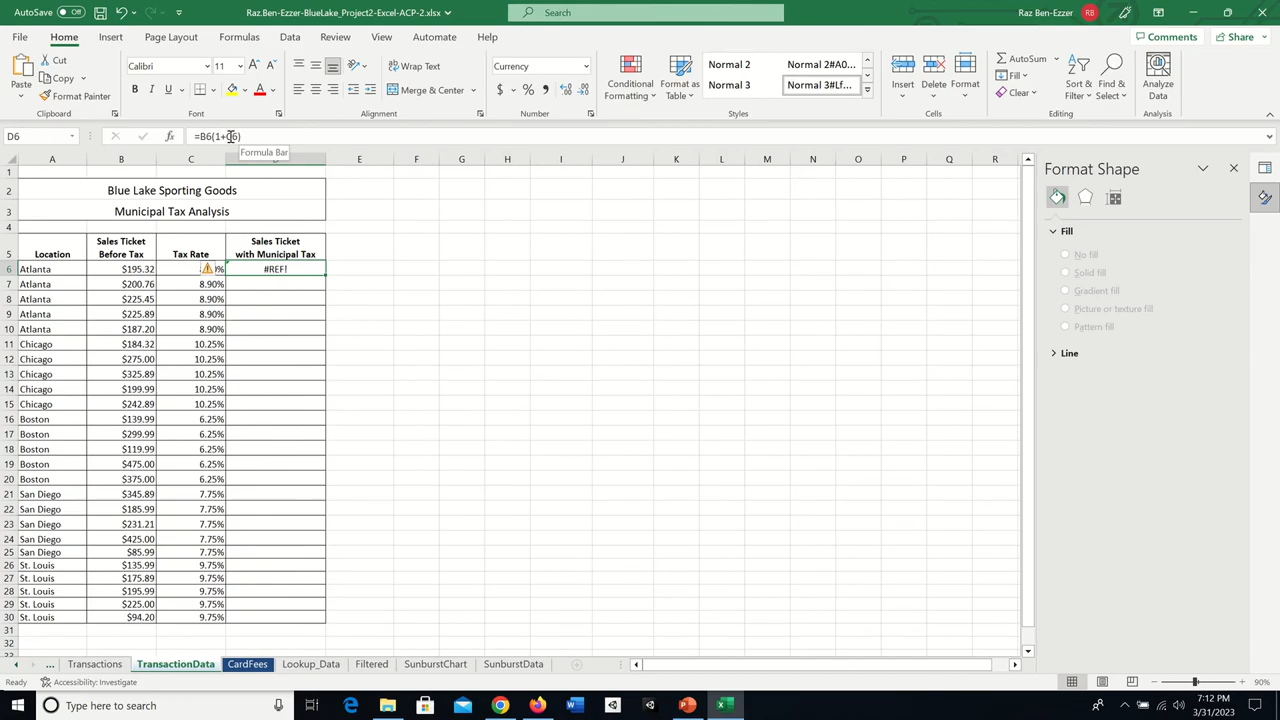 AutoSave Off Raz.Ben-Ezzer-BlueLake_Project2-Excel-ACP-2.xlsx Search Raz Ben-Ezzer RB
File Home Insert Page Layout Formulas Data Review View Automate Help Comments Share
Paste Cut Copy Format Painter Clipboard
Calibri 11 B I U A Font
Wrap Text Merge & Center Alignment
Currency $ % Number
Conditional Formatting Format as Table Normal 2 Normal 2#A0... Normal 3 Normal 3#Lf... Styles
Insert Delete Format Cells
AutoSum Fill Clear Sort & Filter Find & Select Editing
Analyze Data Analysis
D6 fx =B6(1+C6)
Formula Bar
A B C D E F G H I J K L M N O P Q R
1
2 Blue Lake Sporting Goods
3 Municipal Tax Analysis
4
Sales Ticket Sales Ticket
5 Location Before Tax Tax Rate with Municipal Tax
6 Atlanta $195.32 #REF!
7 Atlanta $200.76 8.90%
8 Atlanta $225.45 8.90%
9 Atlanta $225.89 8.90%
10 Atlanta $187.20 8.90%
11 Chicago $184.32 10.25%
12 Chicago $275.00 10.25%
13 Chicago $325.89 10.25%
14 Chicago $199.99 10.25%
15 Chicago $242.89 10.25%
16 Boston $139.99 6.25%
17 Boston $299.99 6.25%
18 Boston $119.99 6.25%
19 Boston $475.00 6.25%
20 Boston $375.00 6.25%
21 San Diego $345.89 7.75%
22 San Diego $185.99 7.75%
23 San Diego $231.21 7.75%
24 San Diego $425.00 7.75%
25 San Diego $85.99 7.75%
26 St. Louis $135.99 9.75%
27 St. Louis $175.89 9.75%
28 St. Louis $195.99 9.75%
29 St. Louis $225.00 9.75%
30 St. Louis $94.20 9.75%
31
32
33
Format Shape
Fill
No fill
Solid fill
Gradient fill
Picture or texture fill
Pattern fill
Line
... Transactions TransactionData CardFees Lookup_Data Filtered SunburstChart SunburstData
Ready Accessibility: Investigate 90%
Type here to search
7:12 PM
3/31/2023